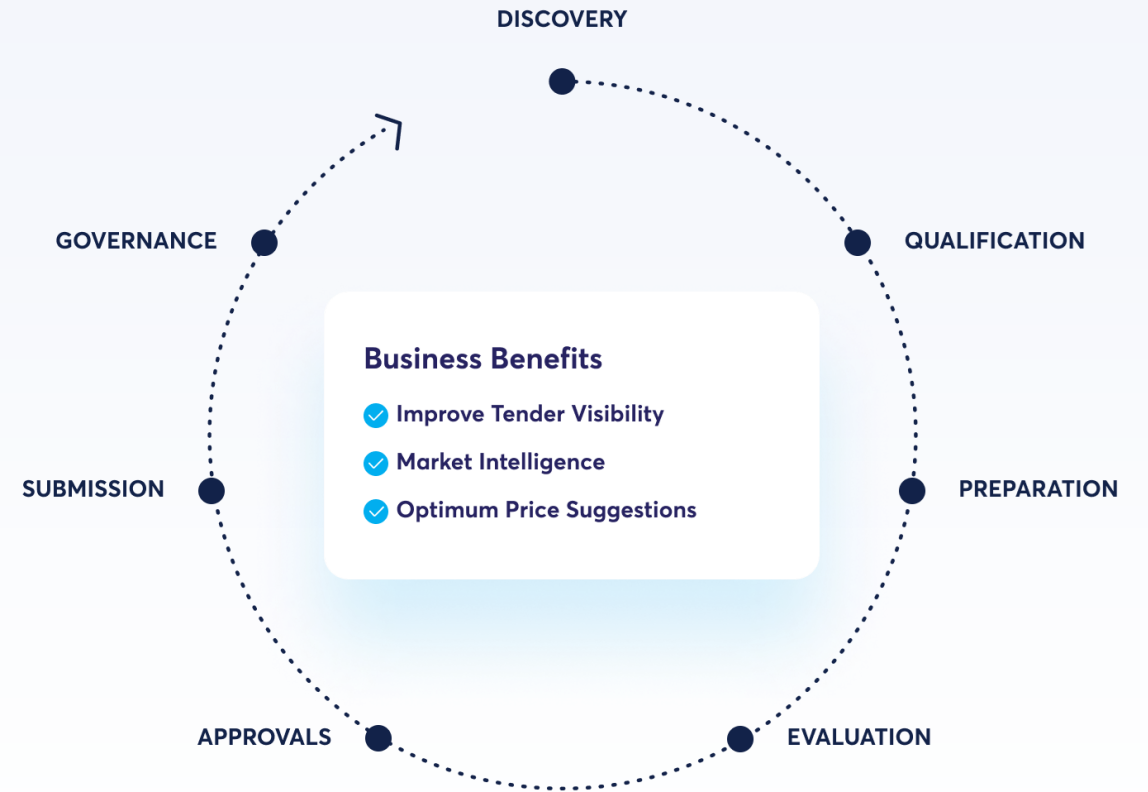 DISCOVERY
GOVERNANCE
QUALIFICATION
Business Benefits
Improve Tender Visibility
Market Intelligence
Optimum Price Suggestions
SUBMISSION
PREPARATION
APPROVALS
EVALUATION